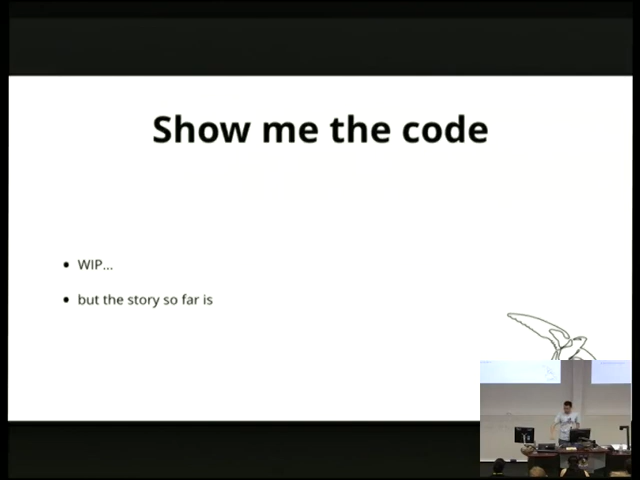 Show me the code
• WIP...
• but the story so far is